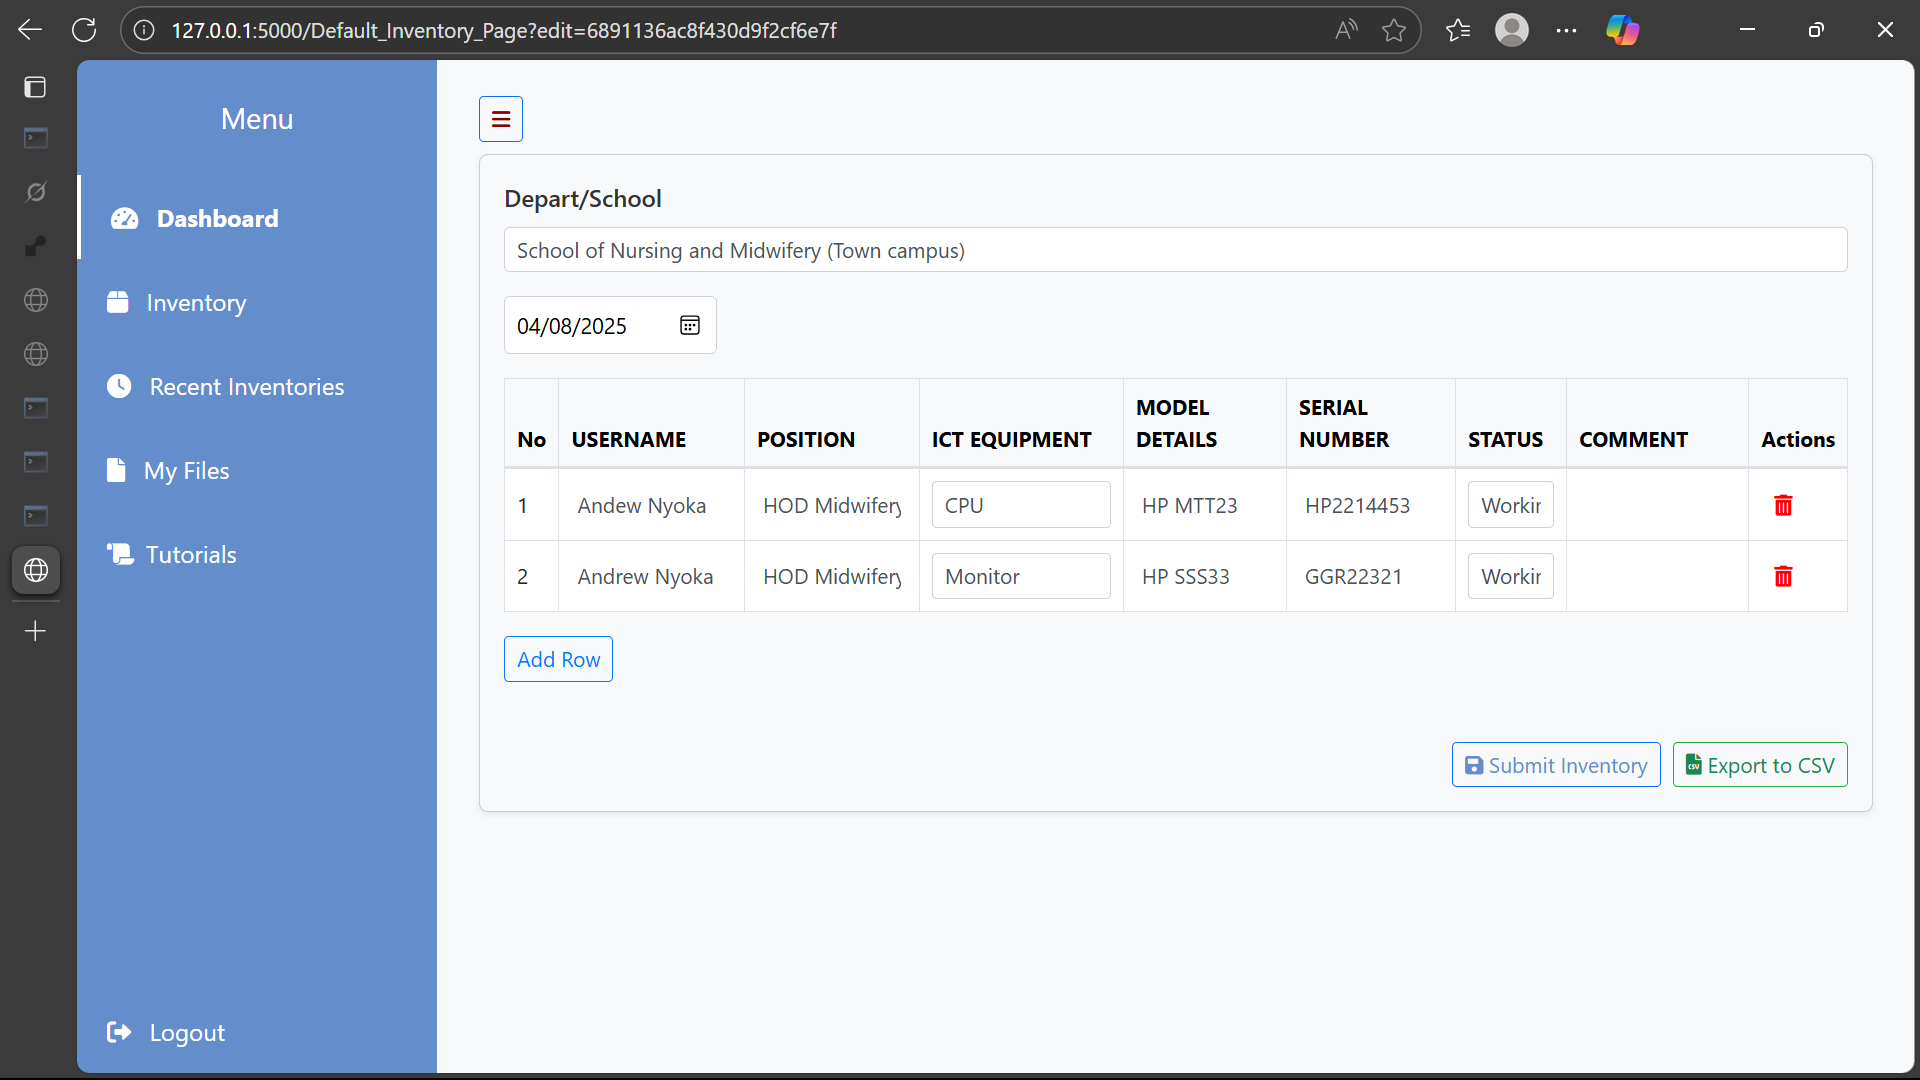 127.0.0.1:5000/Default_Inventory_Page?edit=6891136ac8f430d9f2cf6e7f
Menu
Dashboard
Inventory
Recent Inventories
My Files
Tutorials
Logout
Depart/School
School of Nursing and Midwifery (Town campus)
04/08/2025
No USERNAME POSITION ICT EQUIPMENT MODEL DETAILS SERIAL NUMBER STATUS COMMENT Actions
1 Andew Nyoka HOD Midwifery CPU HP MTT23 HP2214453 Workin
2 Andrew Nyoka HOD Midwifery Monitor HP SSS33 GGR22321 Workin
Add Row
Submit Inventory CSV Export to CSV